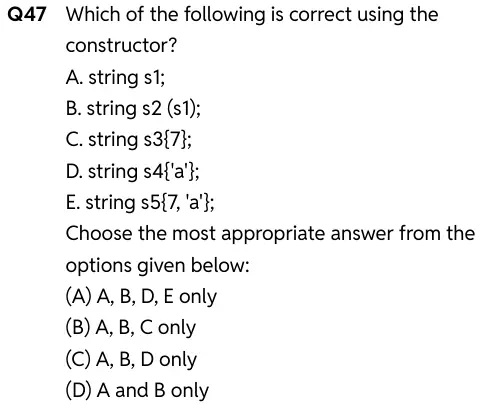 Q47 Which of the following is correct using the
constructor?
A. string s1;
B. string s2 (s1);
C. string s3{7};
D. string s4{'a'};
E. string s5{7, 'a'};
Choose the most appropriate answer from the
options given below:
(A) A, B, D, E only
(B) A, B, C only
(C) A, B, D only
(D) A and B only